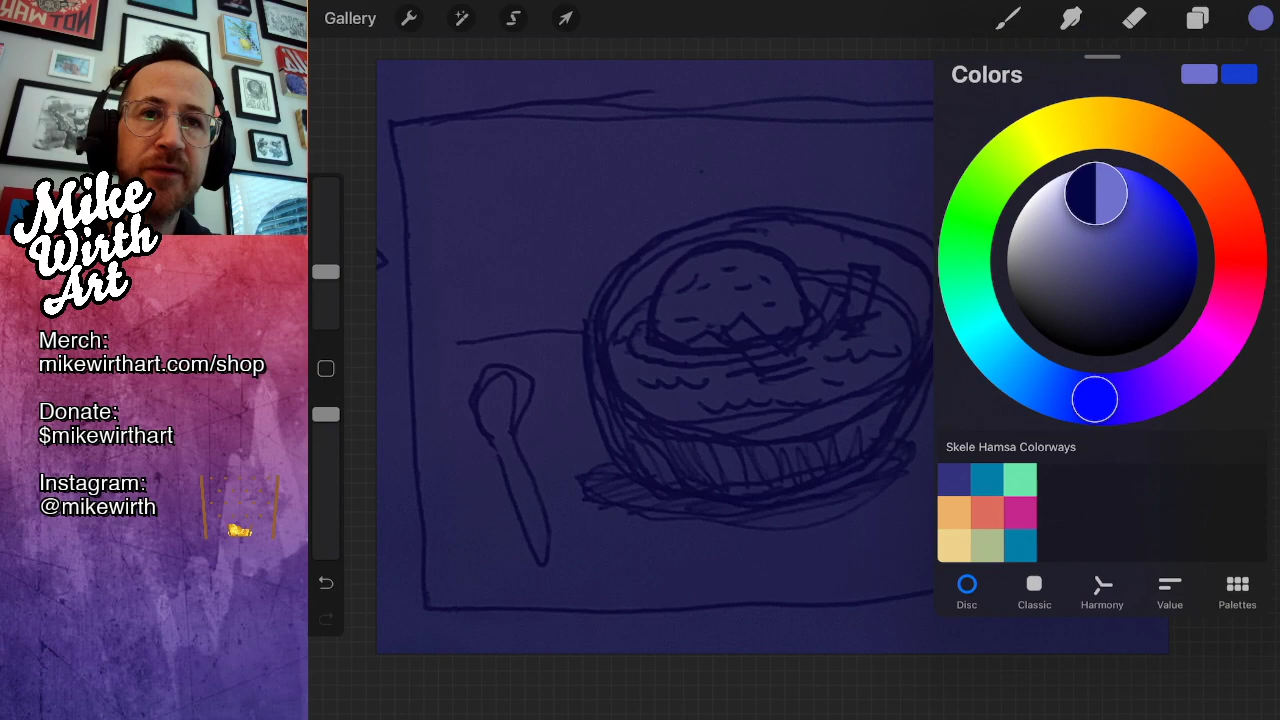 Gallery
Colors
Mike
Wirth
Art
Merch:
mikewirthart.com/shop
Donate:
$mikewirthart
Instagram:
@mikewirth
Skele Hamsa Colorways
Disc
Classic
Harmony
Value
Palettes